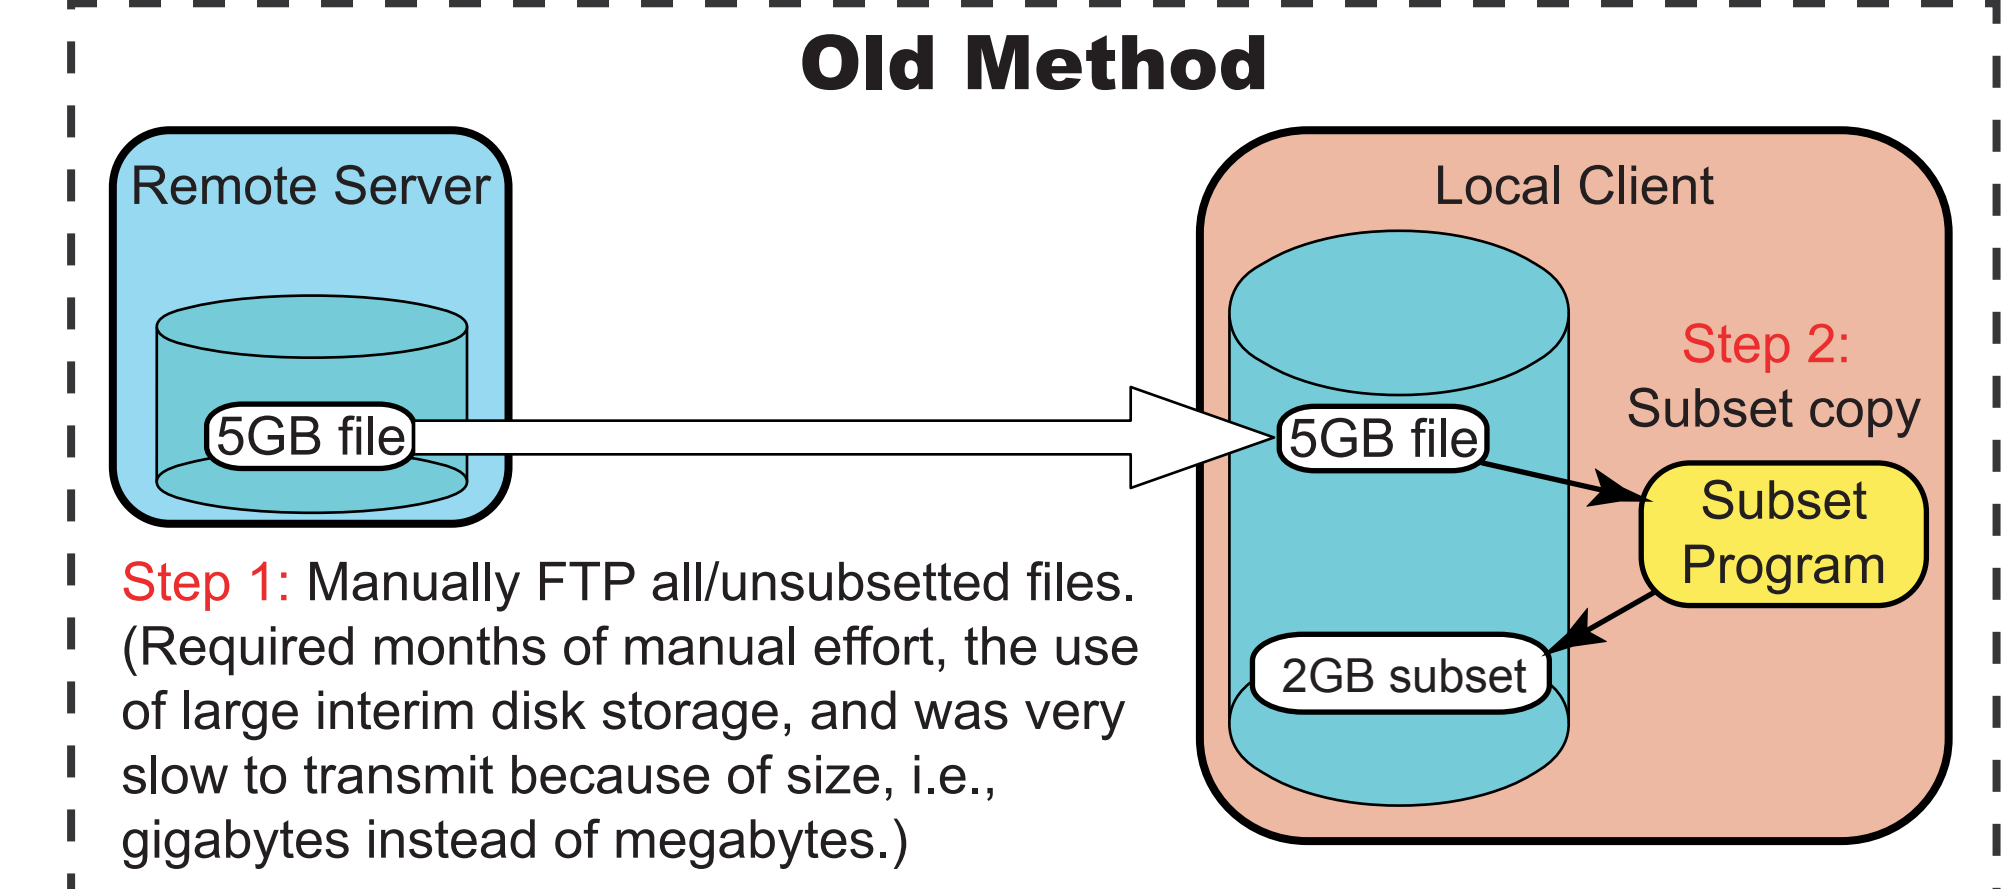 Old Method
Remote Server
5GB file
Local Client
5GB file
Step 2:
Subset copy
Subset
Program
2GB subset
Step 1: Manually FTP all/unsubsetted files.
(Required months of manual effort, the use
of large interim disk storage, and was very
slow to transmit because of size, i.e.,
gigabytes instead of megabytes.)